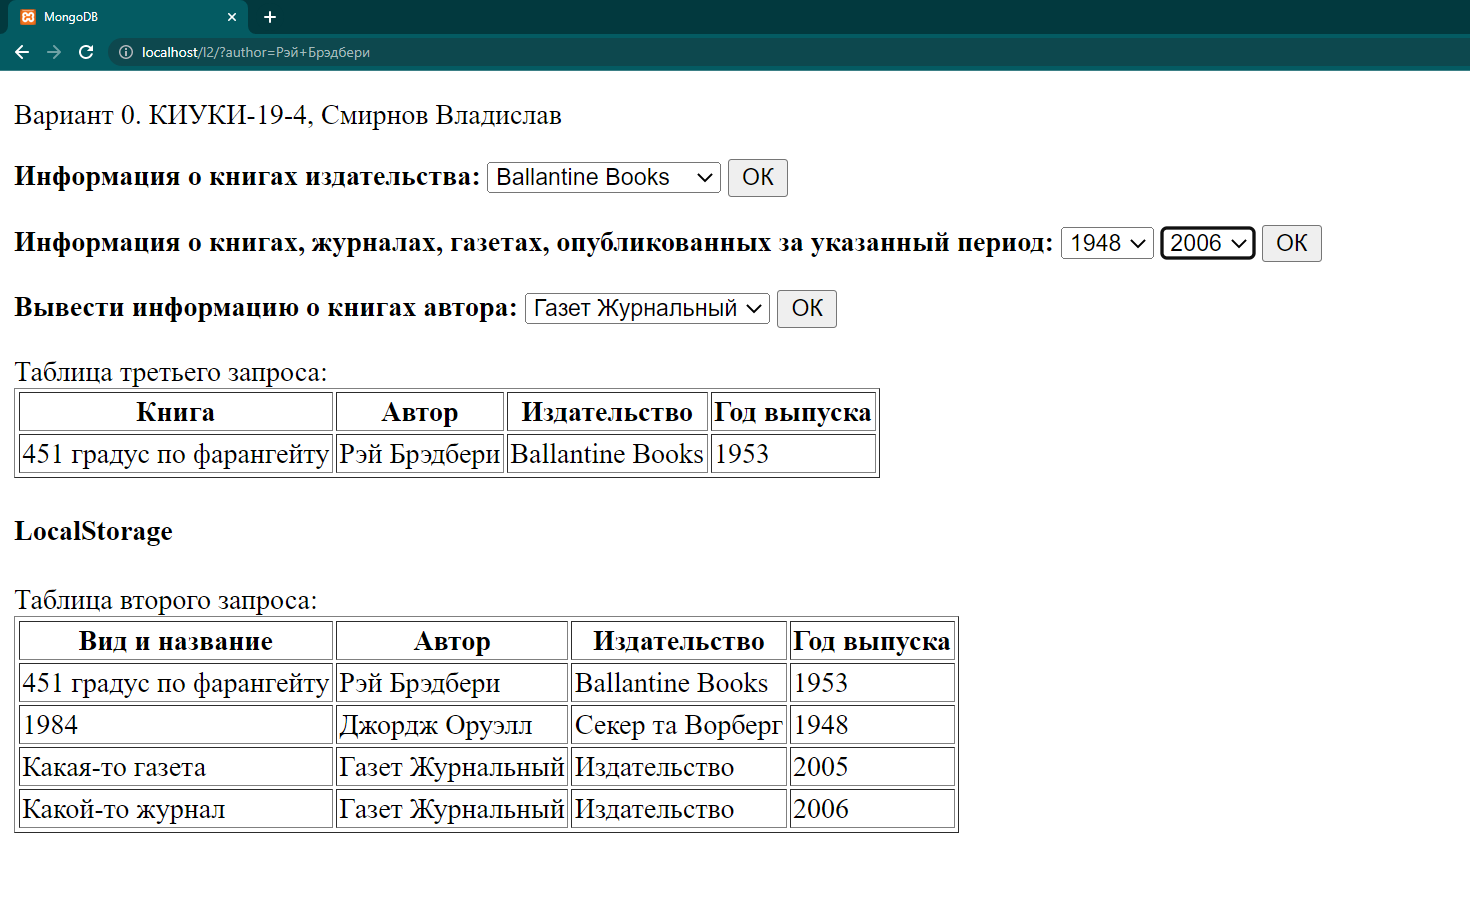 MongoDB
localhost/l2/?author=Рэй+Брэдбери
Вариант 0. КИУКИ-19-4, Смирнов Владислав
Информация о книгах издательства: Ballantine Books ОК
Информация о книгах, журналах, газетах, опубликованных за указанный период: 1948 2006 ОК
Вывести информацию о книгах автора: Газет Журнальный ОК
Таблица третьего запроса:
Книга Автор Издательство Год выпуска
451 градус по фарангейту Рэй Брэдбери Ballantine Books 1953
LocalStorage
Таблица второго запроса:
Вид и название Автор Издательство Год выпуска
451 градус по фарангейту Рэй Брэдбери Ballantine Books 1953
1984 Джордж Оруэлл Секер та Ворберг 1948
Какая-то газета Газет Журнальный Издательство 2005
Какой-то журнал Газет Журнальный Издательство 2006